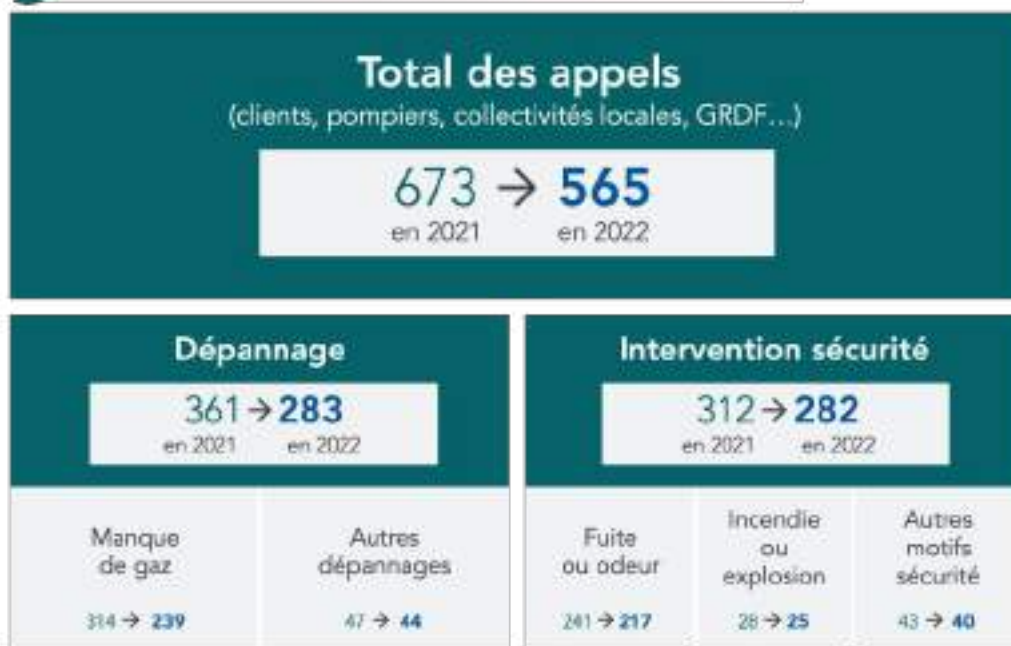 Total des appels
(clients, pompiers, collectivités locales, GRDF...)
673 → 565
en 2021 en 2022
Dépannage
361 → 283
en 2021 en 2022
Manque
de gaz
314 → 239
Autres
dépannages
47 → 44
Intervention sécurité
312 → 282
en 2021 en 2022
Fuite
ou odeur
241 → 217
Incendie
ou
explosion
28 → 25
Autres
motifs
sécurité
43 → 40